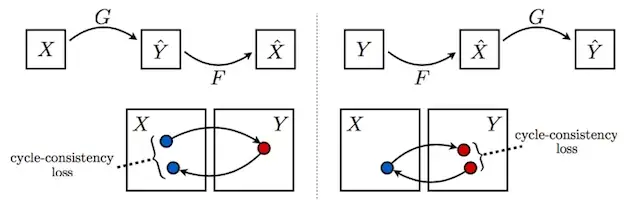 G
X Ŷ X̂
F
X Y
cycle-consistency
loss
G
Y X̂ Ŷ
F
X Y
cycle-consistency
loss